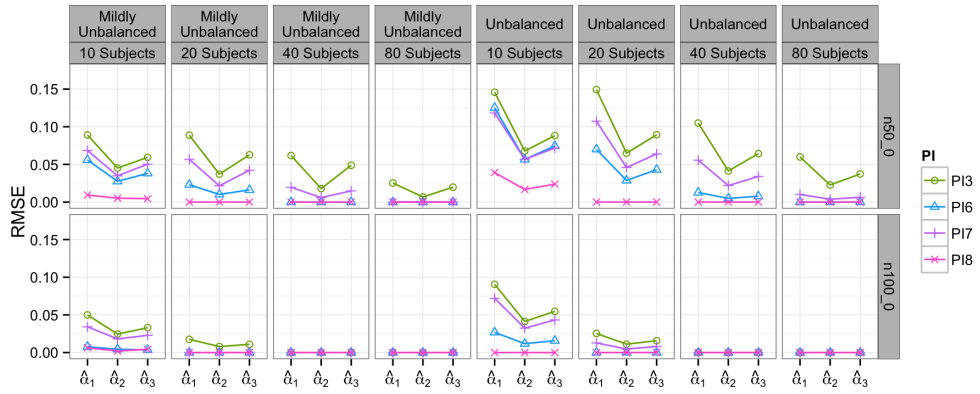 Mildly Unbalanced Mildly Unbalanced Mildly Unbalanced Mildly Unbalanced Unbalanced Unbalanced Unbalanced Unbalanced
10 Subjects 20 Subjects 40 Subjects 80 Subjects 10 Subjects 20 Subjects 40 Subjects 80 Subjects
0.15
0.10
0.05
0.00
n50_0
RMSE
0.15
0.10
0.05
0.00
n100_0
α̂₁ α̂₂ α̂₃ α̂₁ α̂₂ α̂₃ α̂₁ α̂₂ α̂₃ α̂₁ α̂₂ α̂₃ α̂₁ α̂₂ α̂₃ α̂₁ α̂₂ α̂₃ α̂₁ α̂₂ α̂₃ α̂₁ α̂₂ α̂₃
PI
PI3
PI6
PI7
PI8